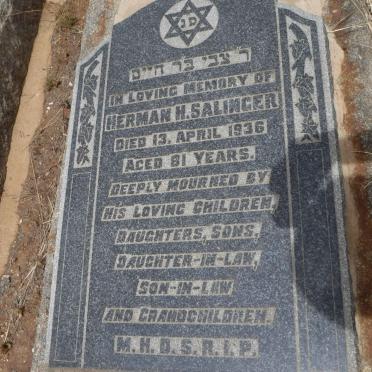 J D
ר׳ צבי בר חיים
IN LOVING MEMORY OF
HERMAN H. SALINGER
DIED 13. APRIL 1936
AGED 81 YEARS.
DEEPLY MOURNED BY
HIS LOVING CHILDREN,
DAUGHTERS, SONS,
DAUGHTER-IN-LAW,
SON-IN-LAW
AND GRANDCHILDREN.
M.H.D.S.R.I.P.